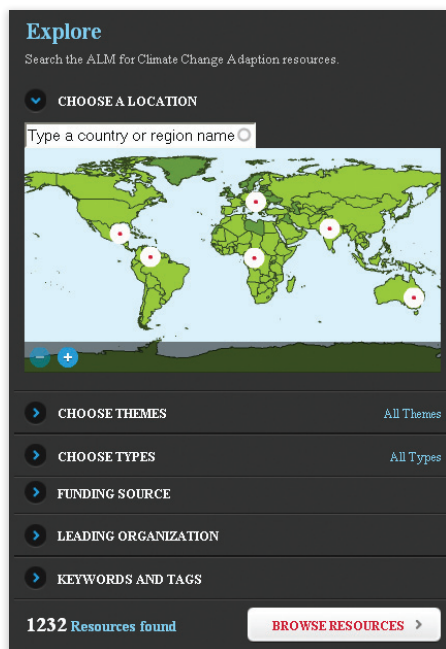 Explore
Search the ALM for Climate Change Adaption resources.
CHOOSE A LOCATION
Type a country or region name
CHOOSE THEMES All Themes
CHOOSE TYPES All Types
FUNDING SOURCE
LEADING ORGANIZATION
KEYWORDS AND TAGS
1232 Resources found BROWSE RESOURCES